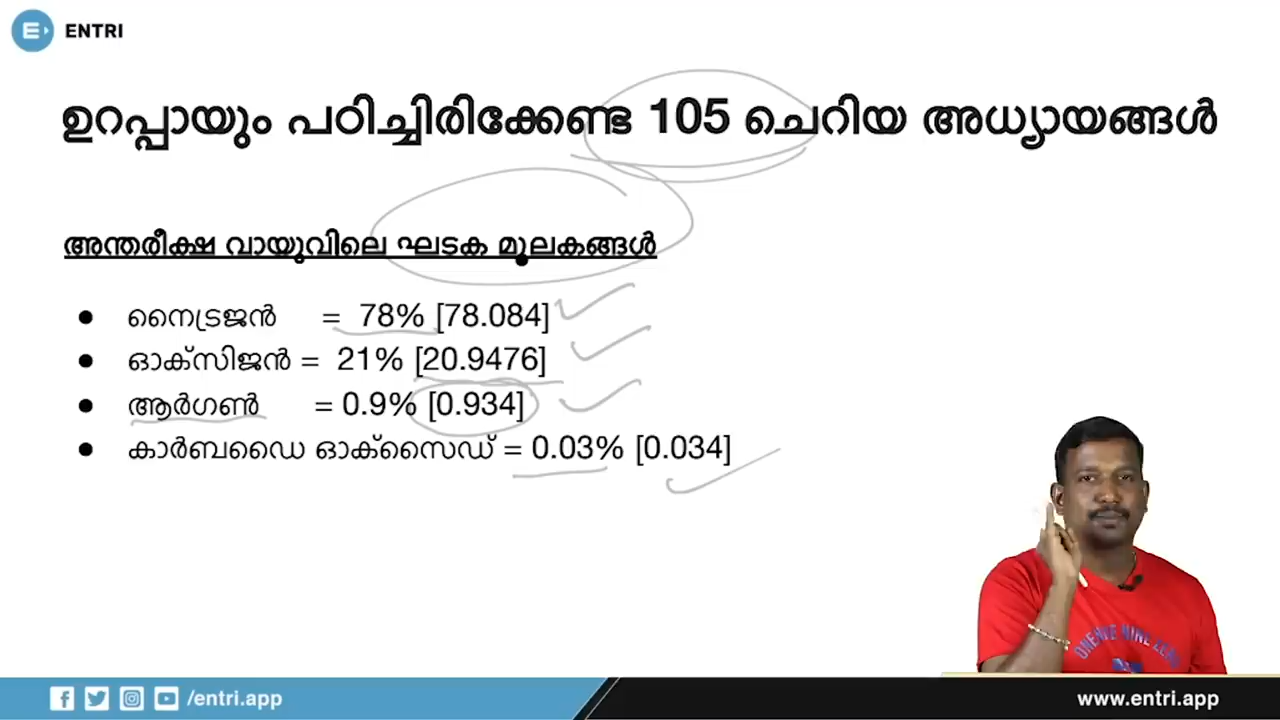 ENTRI
ഉറപ്പായും പഠിച്ചിരിക്കേണ്ട 105 ചെറിയ അധ്യായങ്ങൾ
അന്തരീക്ഷ വായുവിലെ ഘടക മൂലകങ്ങൾ
● നൈട്രജൻ = 78% [78.084]
● ഓക്സിജൻ = 21% [20.9476]
● ആർഗൺ = 0.9% [0.934]
● കാർബഡൈ ഓക്സൈഡ് = 0.03% [0.034]
/entri.app
www.entri.app